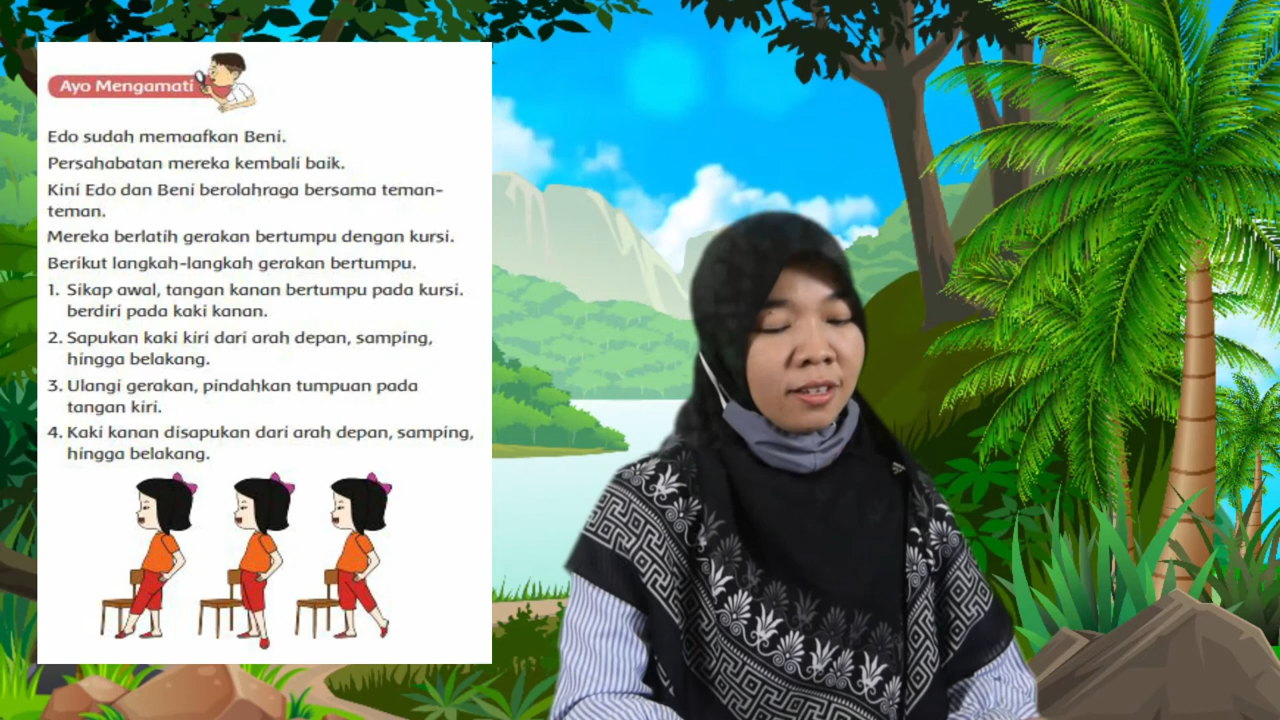 Ayo Mengamati
Edo sudah memaafkan Beni.
Persahabatan mereka kembali baik.
Kini Edo dan Beni berolahraga bersama teman-
teman.
Mereka berlatih gerakan bertumpu dengan kursi.
Berikut langkah-langkah gerakan bertumpu.
1. Sikap awal, tangan kanan bertumpu pada kursi.
berdiri pada kaki kanan.
2. Sapukan kaki kiri dari arah depan, samping,
hingga belakang.
3. Ulangi gerakan, pindahkan tumpuan pada
tangan kiri.
4. Kaki kanan disapukan dari arah depan, samping,
hingga belakang.